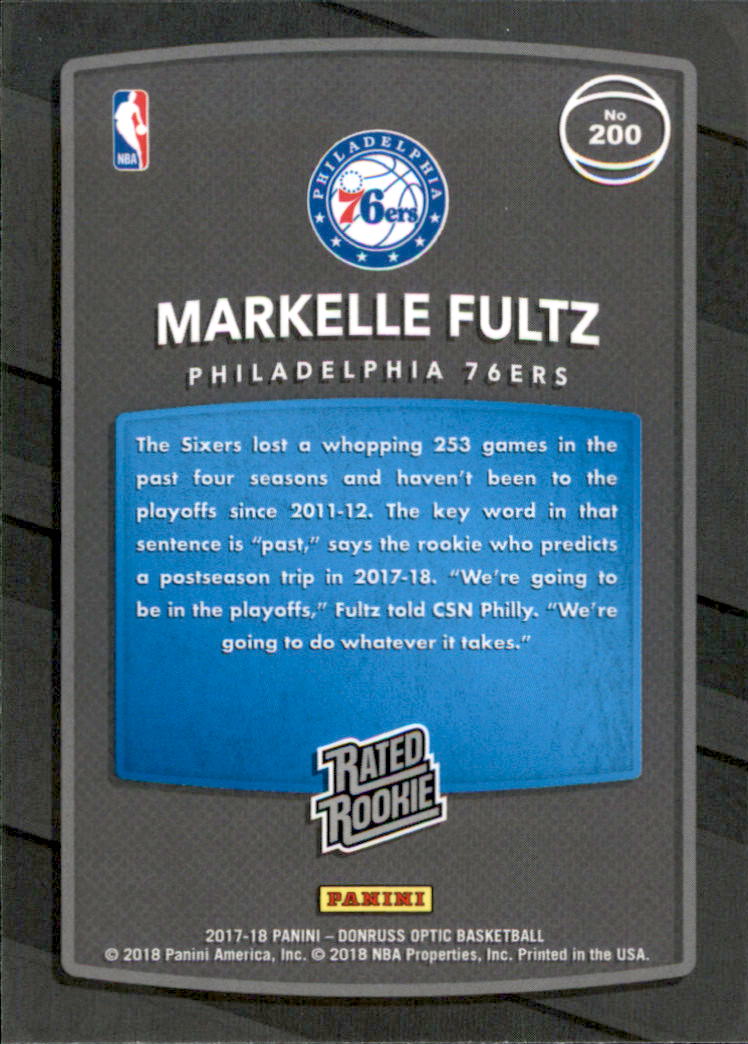 NBA
No
200
PHILADELPHIA
76ers
MARKELLE FULTZ
PHILADELPHIA 76ERS
The Sixers lost a whopping 253 games in the
past four seasons and haven't been to the
playoffs since 2011-12. The key word in that
sentence is “past,” says the rookie who predicts
a postseason trip in 2017-18. “We're going to
be in the playoffs,” Fultz told CSN Philly. “We're
going to do whatever it takes.”
RATED
ROOKIE
PANINI
2017-18 PANINI – DONRUSS OPTIC BASKETBALL
© 2018 Panini America, Inc. © 2018 NBA Properties, Inc. Printed in the USA.